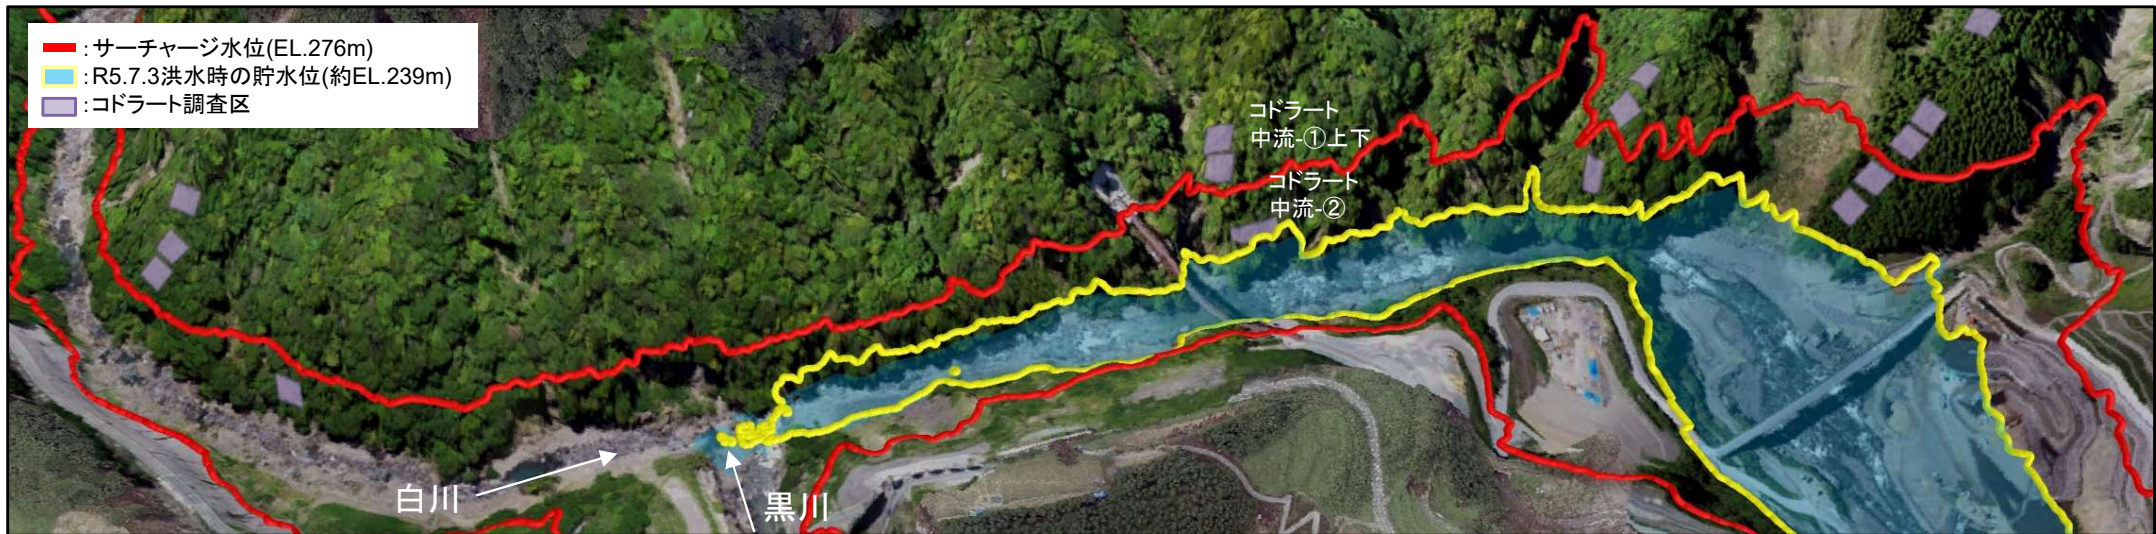 :サーチャージ水位(EL.276m)
:R5.7.3洪水時の貯水位(約EL.239m)
:コドラート調査区
コドラート
中流-①上下
コドラート
中流-②
白川
黒川